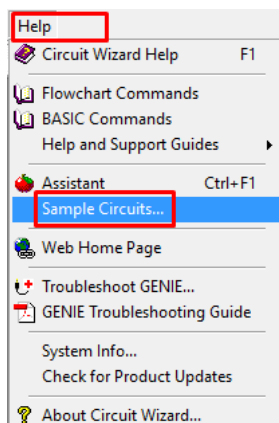 Help
Circuit Wizard Help F1
Flowchart Commands
BASIC Commands
Help and Support Guides
Assistant Ctrl+F1
Sample Circuits...
Web Home Page
Troubleshoot GENIE...
GENIE Troubleshooting Guide
System Info...
Check for Product Updates
About Circuit Wizard...